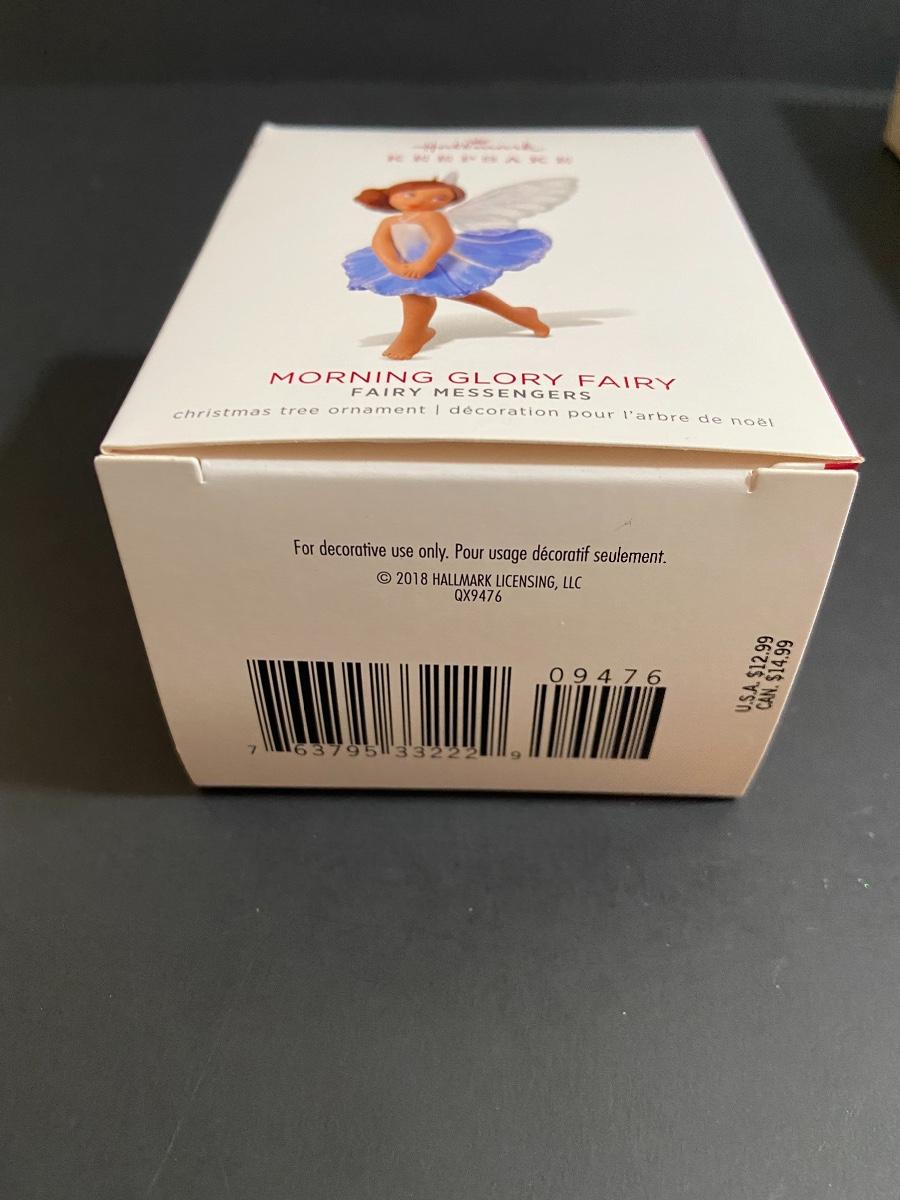 Hallmark
KEEPSAKE
MORNING GLORY FAIRY
FAIRY MESSENGERS
christmas tree ornament | décoration pour l'arbre de noël
For decorative use only. Pour usage décoratif seulement.
© 2018 HALLMARK LICENSING, LLC
QX9476
U.S.A. $12.99
CAN. $14.99
09476
7 63795 33222 9